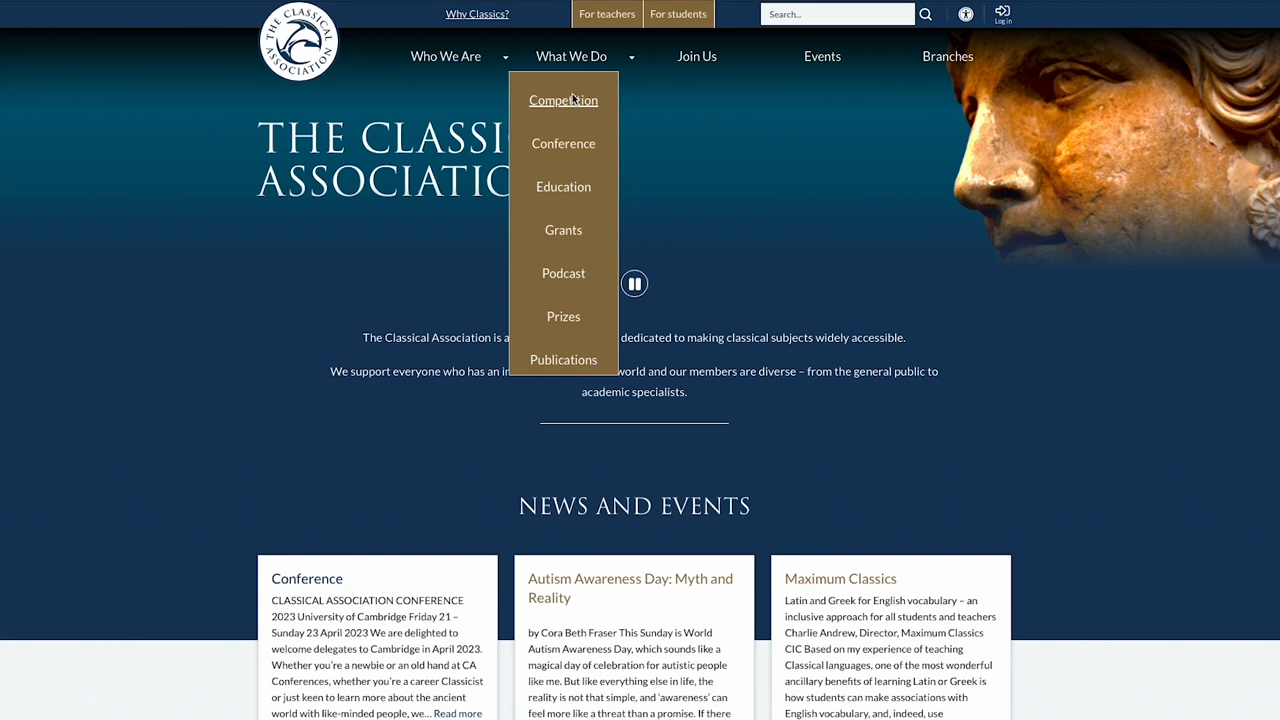 THE CLASSICAL
ASSOCIATION
Why Classics?
For teachers
For students
Search...
Log in
Who We Are
What We Do
Join Us
Events
Branches
Competition
Conference
Education
Grants
Podcast
Prizes
Publications
THE CLASSI
ASSOCIATIO
The Classical Association is a dedicated to making classical subjects widely accessible.
We support everyone who has an in world and our members are diverse – from the general public to
academic specialists.
NEWS AND EVENTS
Conference
CLASSICAL ASSOCIATION CONFERENCE
2023 University of Cambridge Friday 21 –
Sunday 23 April 2023 We are delighted to
welcome delegates to Cambridge in April 2023.
Whether you're a newbie or an old hand at CA
Conferences, whether you're a career Classicist
or just keen to learn more about the ancient
world with like-minded people, we... Read more
Autism Awareness Day: Myth and
Reality
by Cora Beth Fraser This Sunday is World
Autism Awareness Day, which sounds like a
magical day of celebration for autistic people
like me. But like everything else in life, the
reality is not that simple, and 'awareness' can
feel more like a threat than a promise. If there
Maximum Classics
Latin and Greek for English vocabulary – an
inclusive approach for all students and teachers
Charlie Andrew, Director, Maximum Classics
CIC Based on my experience of teaching
Classical languages, one of the most wonderful
ancillary benefits of learning Latin or Greek is
how students can make associations with
English vocabulary, and, indeed, use